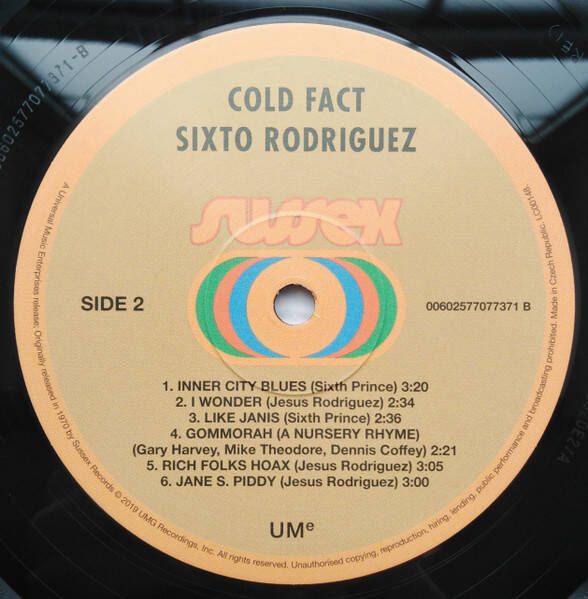 COLD FACT
SIXTO RODRIGUEZ
sussex
SIDE 2
00602577077371 B
1. INNER CITY BLUES (Sixth Prince) 3:20
2. I WONDER (Jesus Rodriguez) 2:34
3. LIKE JANIS (Sixth Prince) 2:36
4. GOMMORAH (A NURSERY RHYME)
(Gary Harvey, Mike Theodore, Dennis Coffey) 2:21
5. RICH FOLKS HOAX (Jesus Rodriguez) 3:05
6. JANE S. PIDDY (Jesus Rodriguez) 3:00
UMe
A Universal Music Enterprises release; Originally released in 1970 by Sussex Records © 2019 UMG Recordings, Inc. All rights reserved. Unauthorised copying, reproduction, hiring, lending, public performance and broadcasting prohibited. Made in Czech Republic. LC00148.
00602577077371-B